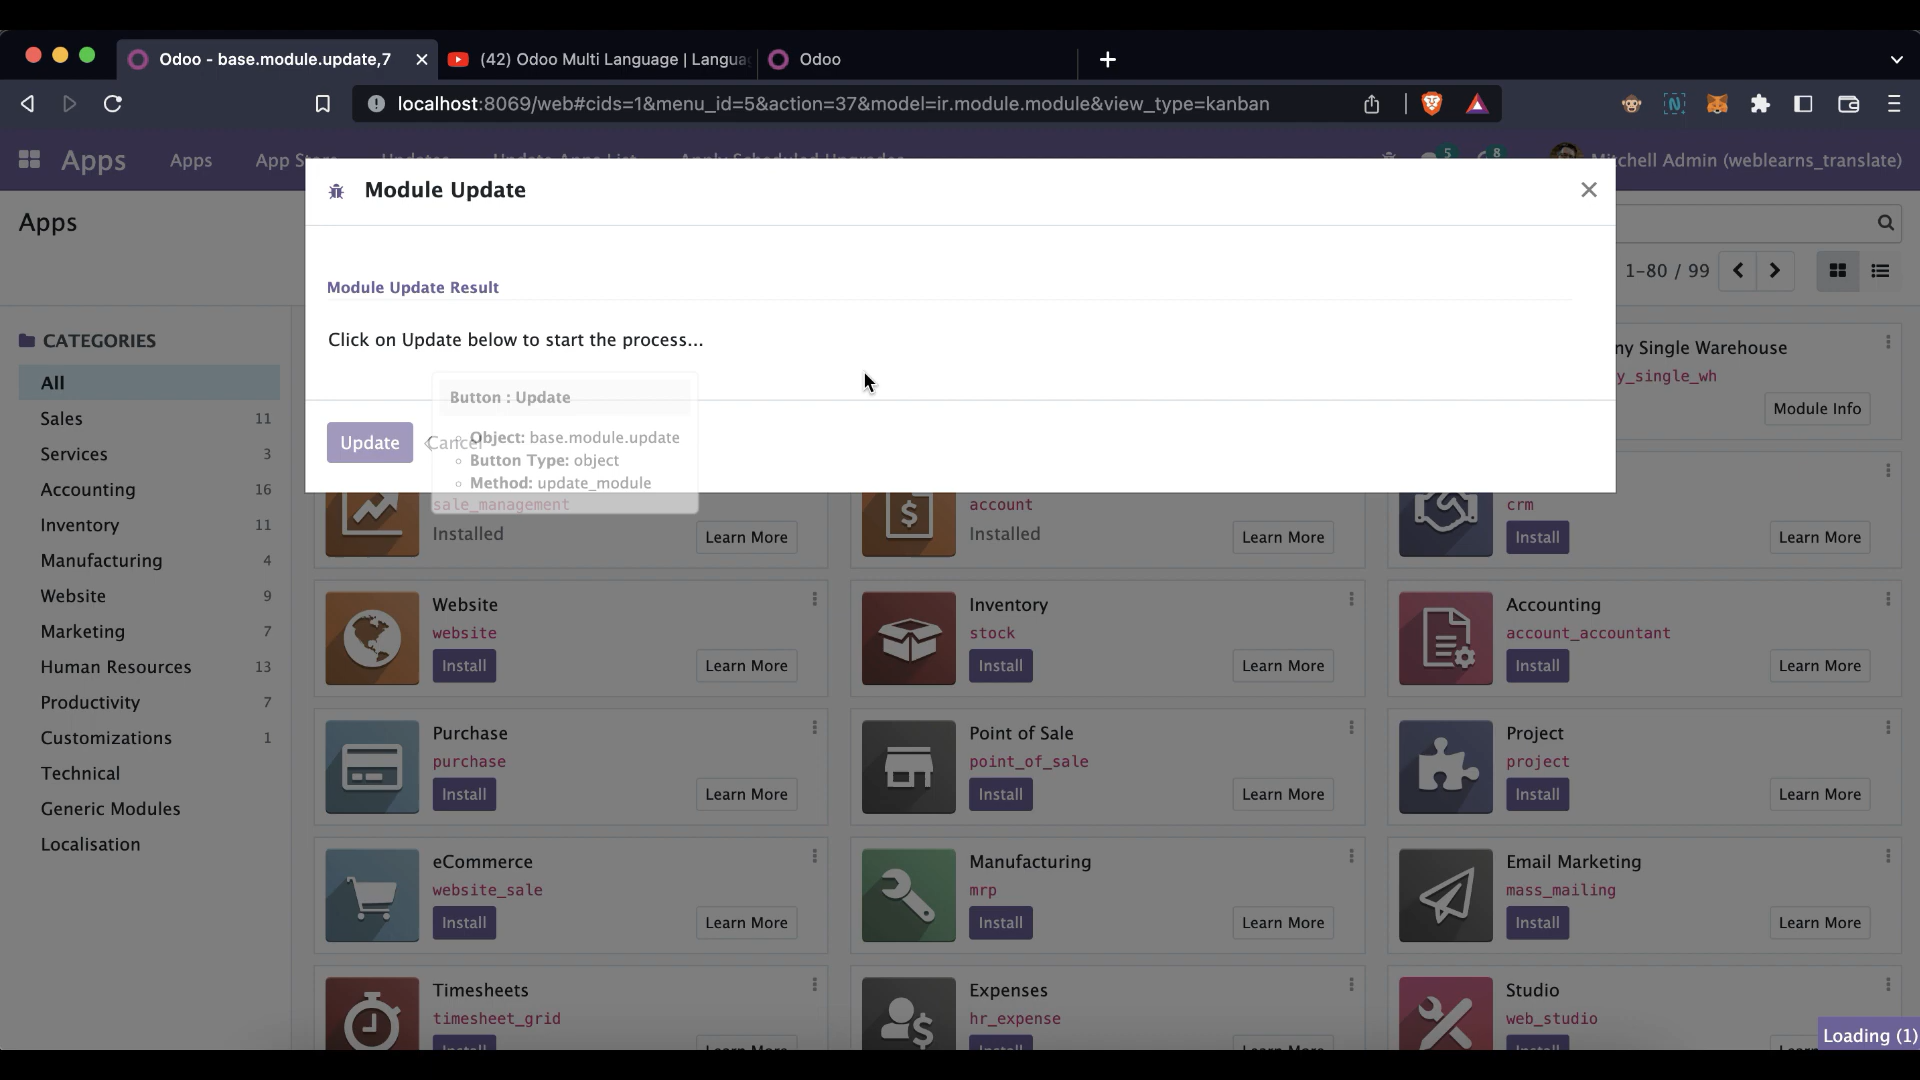 Odoo - base.module.update,7
(42) Odoo Multi Language | Langua
Odoo
localhost:8069/web#cids=1&menu_id=5&action=37&model=ir.module.module&view_type=kanban
Apps
Apps
App Store
Updates
Update Apps List
Apply Scheduled Upgrades
5
8
Mitchell Admin (weblearns_translate)
Module Update
Apps
1-80 / 99
Module Update Result
Click on Update below to start the process...
Button : Update
Object: base.module.update
Button Type: object
Method: update_module
Update
Cancel
CATEGORIES
All
Sales 11
Services 3
Accounting 16
Inventory 11
Manufacturing 4
Website 9
Marketing 7
Human Resources 13
Productivity 7
Customizations 1
Technical
Generic Modules
Localisation
ny Single Warehouse
y_single_wh
Module Info
sale_management
Installed
Learn More
account
Installed
Learn More
crm
Install
Learn More
Website
website
Install
Learn More
Inventory
stock
Install
Learn More
Accounting
account_accountant
Install
Learn More
Purchase
purchase
Install
Learn More
Point of Sale
point_of_sale
Install
Learn More
Project
project
Install
Learn More
eCommerce
website_sale
Install
Learn More
Manufacturing
mrp
Install
Learn More
Email Marketing
mass_mailing
Install
Learn More
Timesheets
timesheet_grid
Install
Learn More
Expenses
hr_expense
Install
Learn More
Studio
web_studio
Install
Loading (1)